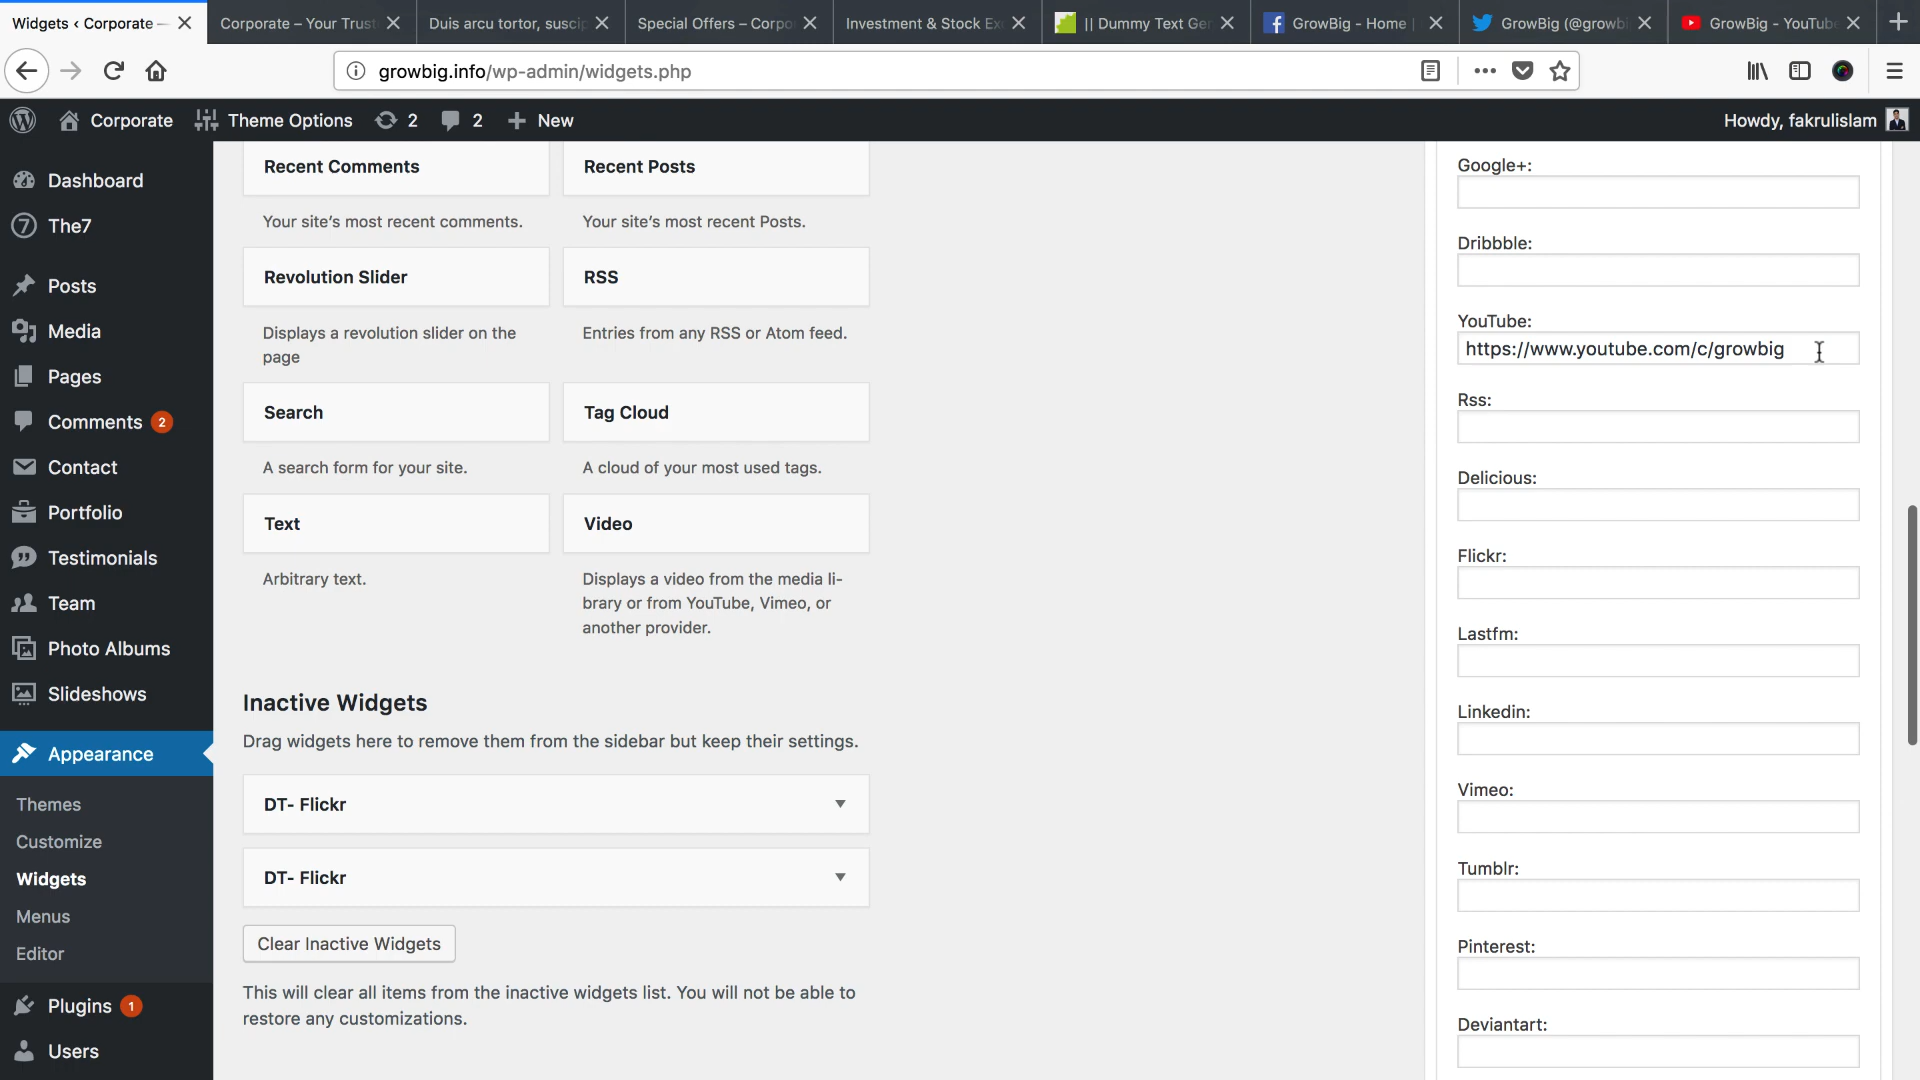 Widgets ‹ Corporate —
Corporate – Your Trust
Duis arcu tortor, suscip
Special Offers – Corpo
Investment & Stock Ex
|| Dummy Text Gen
GrowBig - Home |
GrowBig (@growbi
GrowBig - YouTube
growbig.info/wp-admin/widgets.php
Corporate
Theme Options
2
2
New
Howdy, fakrulislam
Dashboard
The7
Posts
Media
Pages
Comments 2
Contact
Portfolio
Testimonials
Team
Photo Albums
Slideshows
Appearance
Themes
Customize
Widgets
Menus
Editor
Plugins 1
Users
Recent Comments
Your site’s most recent comments.
Recent Posts
Your site’s most recent Posts.
Revolution Slider
Displays a revolution slider on the
page
RSS
Entries from any RSS or Atom feed.
Search
A search form for your site.
Tag Cloud
A cloud of your most used tags.
Text
Arbitrary text.
Video
Displays a video from the media li-
brary or from YouTube, Vimeo, or
another provider.
Inactive Widgets
Drag widgets here to remove them from the sidebar but keep their settings.
DT- Flickr
DT- Flickr
Clear Inactive Widgets
This will clear all items from the inactive widgets list. You will not be able to
restore any customizations.
Google+:
Dribbble:
YouTube:
https://www.youtube.com/c/growbig
Rss:
Delicious:
Flickr:
Lastfm:
Linkedin:
Vimeo:
Tumblr:
Pinterest:
Deviantart: